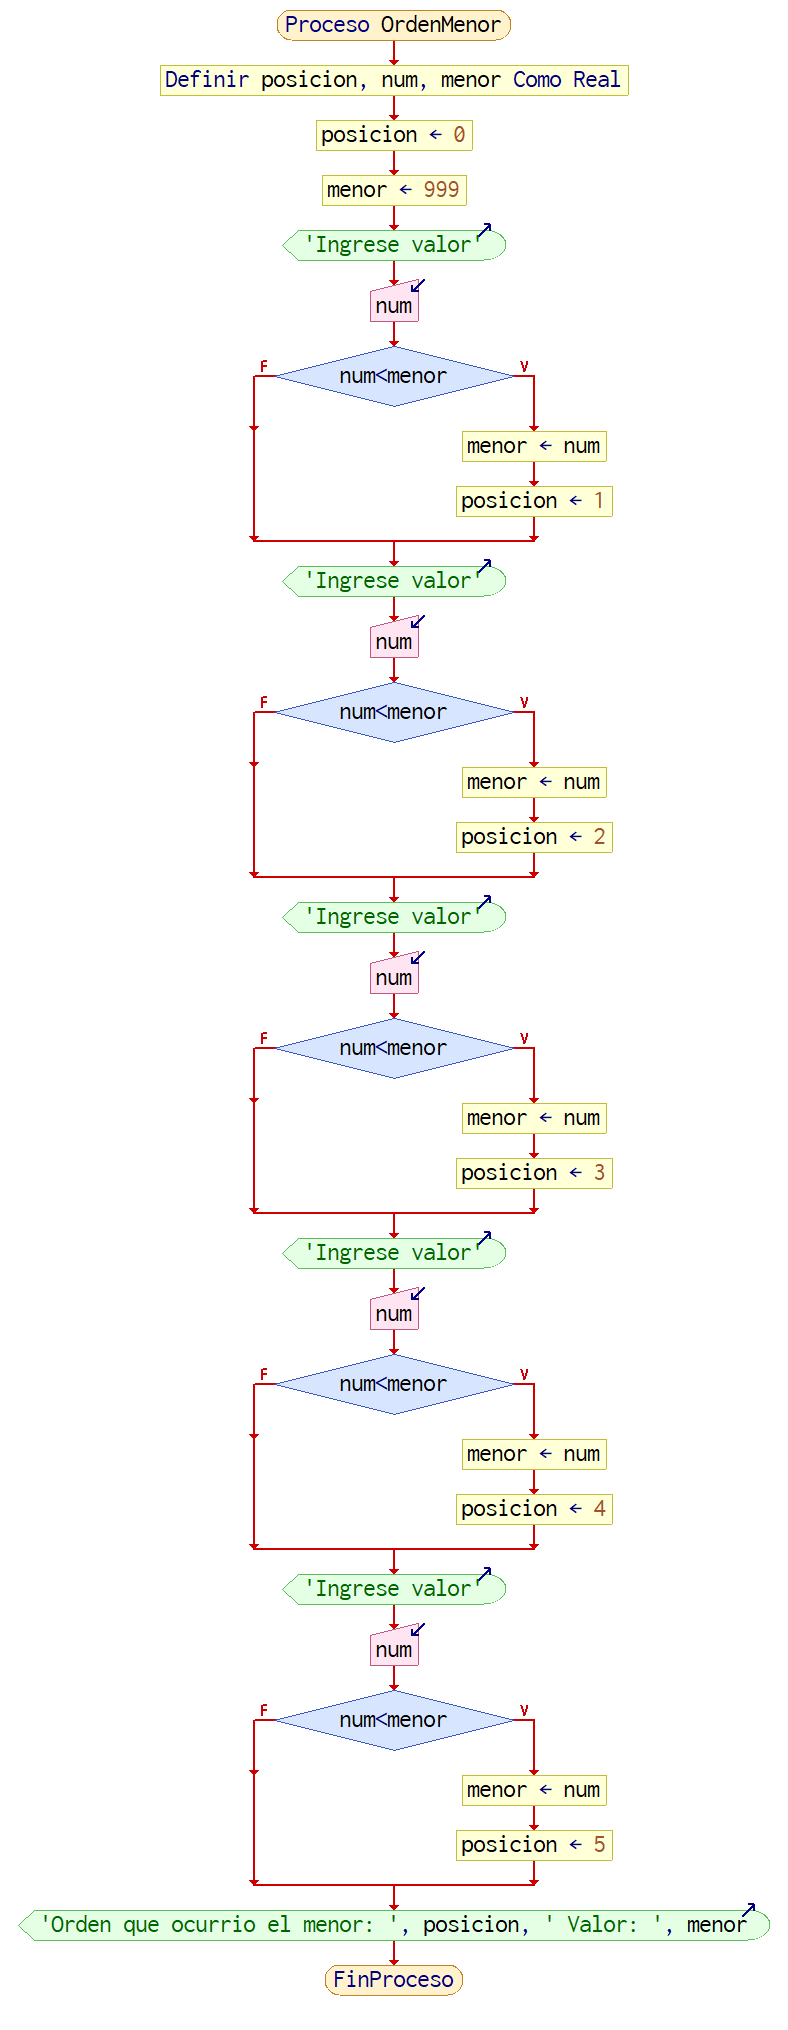 Proceso OrdenMenor
Definir posicion, num, menor Como Real
posicion ← 0
menor ← 999
'Ingrese valor'
num
num<menor
F
V
menor ← num
posicion ← 1
'Ingrese valor'
num
num<menor
F
V
menor ← num
posicion ← 2
'Ingrese valor'
num
num<menor
F
V
menor ← num
posicion ← 3
'Ingrese valor'
num
num<menor
F
V
menor ← num
posicion ← 4
'Ingrese valor'
num
num<menor
F
V
menor ← num
posicion ← 5
'Orden que ocurrio el menor: ', posicion, ' Valor: ', menor
FinProceso